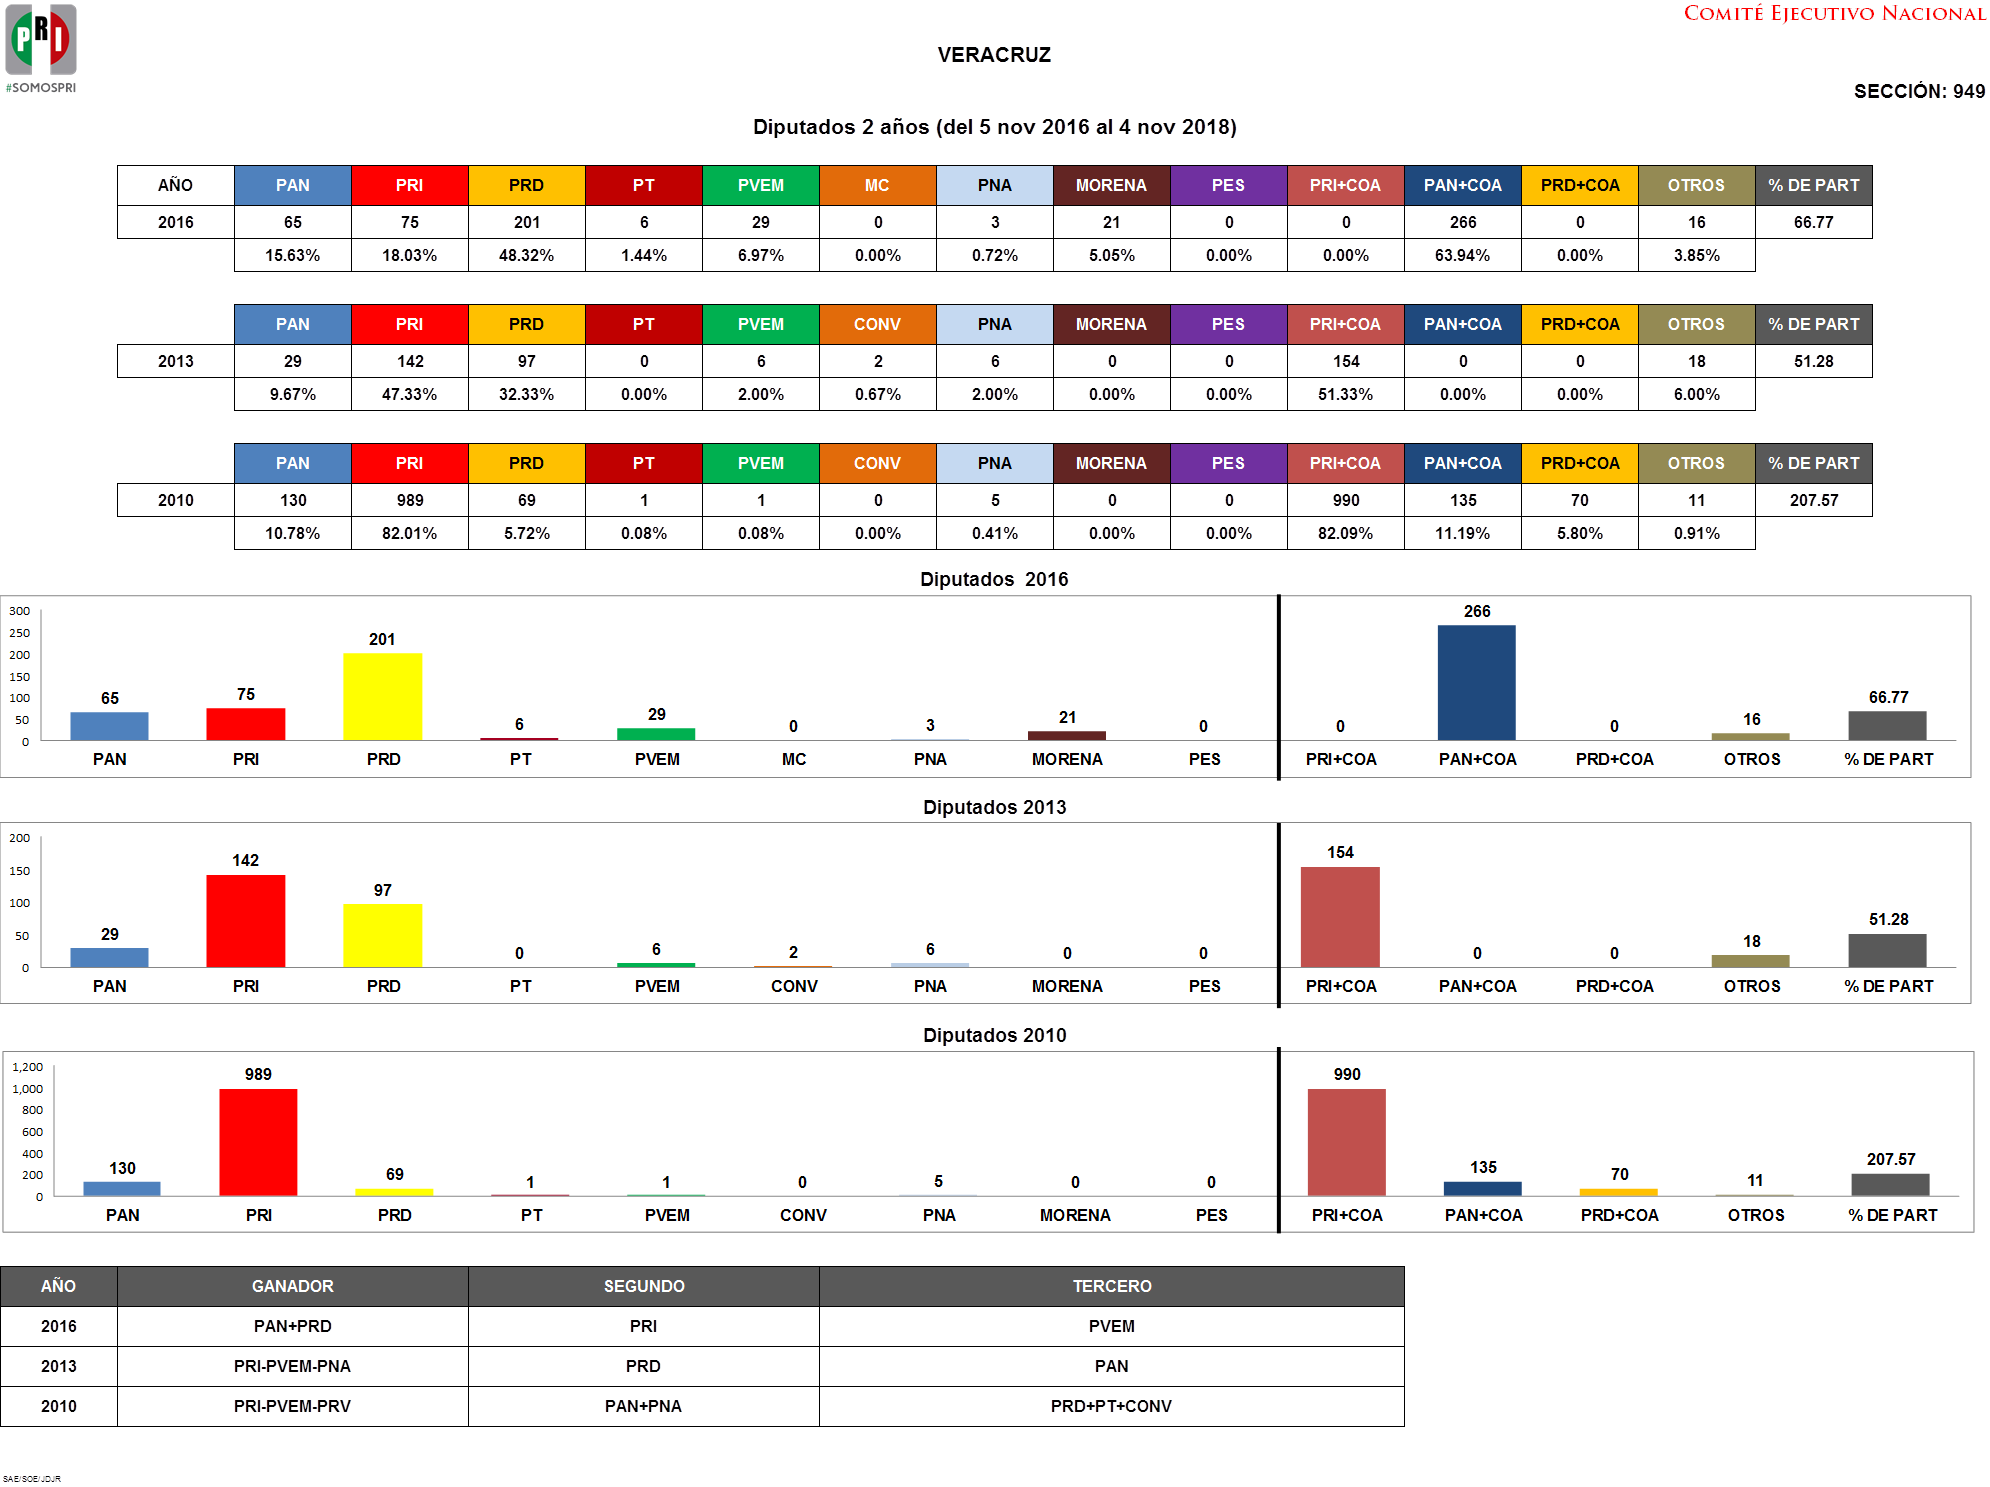 PRI
#SOMOSPRI
COMITÉ EJECUTIVO NACIONAL
VERACRUZ
SECCIÓN: 949
Diputados 2 años (del 5 nov 2016 al 4 nov 2018)
AÑO PAN PRI PRD PT PVEM MC PNA MORENA PES PRI+COA PAN+COA PRD+COA OTROS % DE PART
2016 65 75 201 6 29 0 3 21 0 0 266 0 16 66.77
15.63% 18.03% 48.32% 1.44% 6.97% 0.00% 0.72% 5.05% 0.00% 0.00% 63.94% 0.00% 3.85%
PAN PRI PRD PT PVEM CONV PNA MORENA PES PRI+COA PAN+COA PRD+COA OTROS % DE PART
2013 29 142 97 0 6 2 6 0 0 154 0 0 18 51.28
9.67% 47.33% 32.33% 0.00% 2.00% 0.67% 2.00% 0.00% 0.00% 51.33% 0.00% 0.00% 6.00%
PAN PRI PRD PT PVEM CONV PNA MORENA PES PRI+COA PAN+COA PRD+COA OTROS % DE PART
2010 130 989 69 1 1 0 5 0 0 990 135 70 11 207.57
10.78% 82.01% 5.72% 0.08% 0.08% 0.00% 0.41% 0.00% 0.00% 82.09% 11.19% 5.80% 0.91%
Diputados 2016
300
250
200
150
100
50
0
65 75 201 6 29 0 3 21 0 0 266 0 16 66.77
PAN PRI PRD PT PVEM MC PNA MORENA PES PRI+COA PAN+COA PRD+COA OTROS % DE PART
Diputados 2013
200
150
100
50
0
29 142 97 0 6 2 6 0 0 154 0 0 18 51.28
PAN PRI PRD PT PVEM CONV PNA MORENA PES PRI+COA PAN+COA PRD+COA OTROS % DE PART
Diputados 2010
1,200
1,000
800
600
400
200
0
130 989 69 1 1 0 5 0 0 990 135 70 11 207.57
PAN PRI PRD PT PVEM CONV PNA MORENA PES PRI+COA PAN+COA PRD+COA OTROS % DE PART
AÑO GANADOR SEGUNDO TERCERO
2016 PAN+PRD PRI PVEM
2013 PRI-PVEM-PNA PRD PAN
2010 PRI-PVEM-PRV PAN+PNA PRD+PT+CONV
SAE/SOE/JDJR